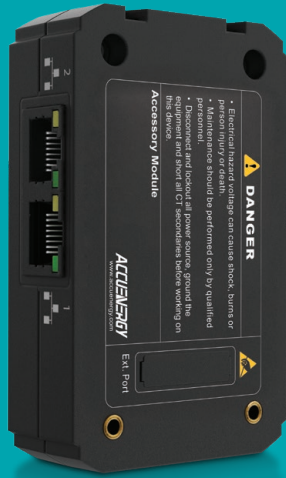 DANGER
• Electrical hazard voltage can cause shock, burns or
person injury or death.
• Maintenance should be performed only by qualified
personnel.
• Disconnect and lockout all power source, ground the
equipment and short all CT secondaries before working on
this device.
Accessory Module
ACCUENERGY
www.accuenergy.com
Ext. Port
2
1